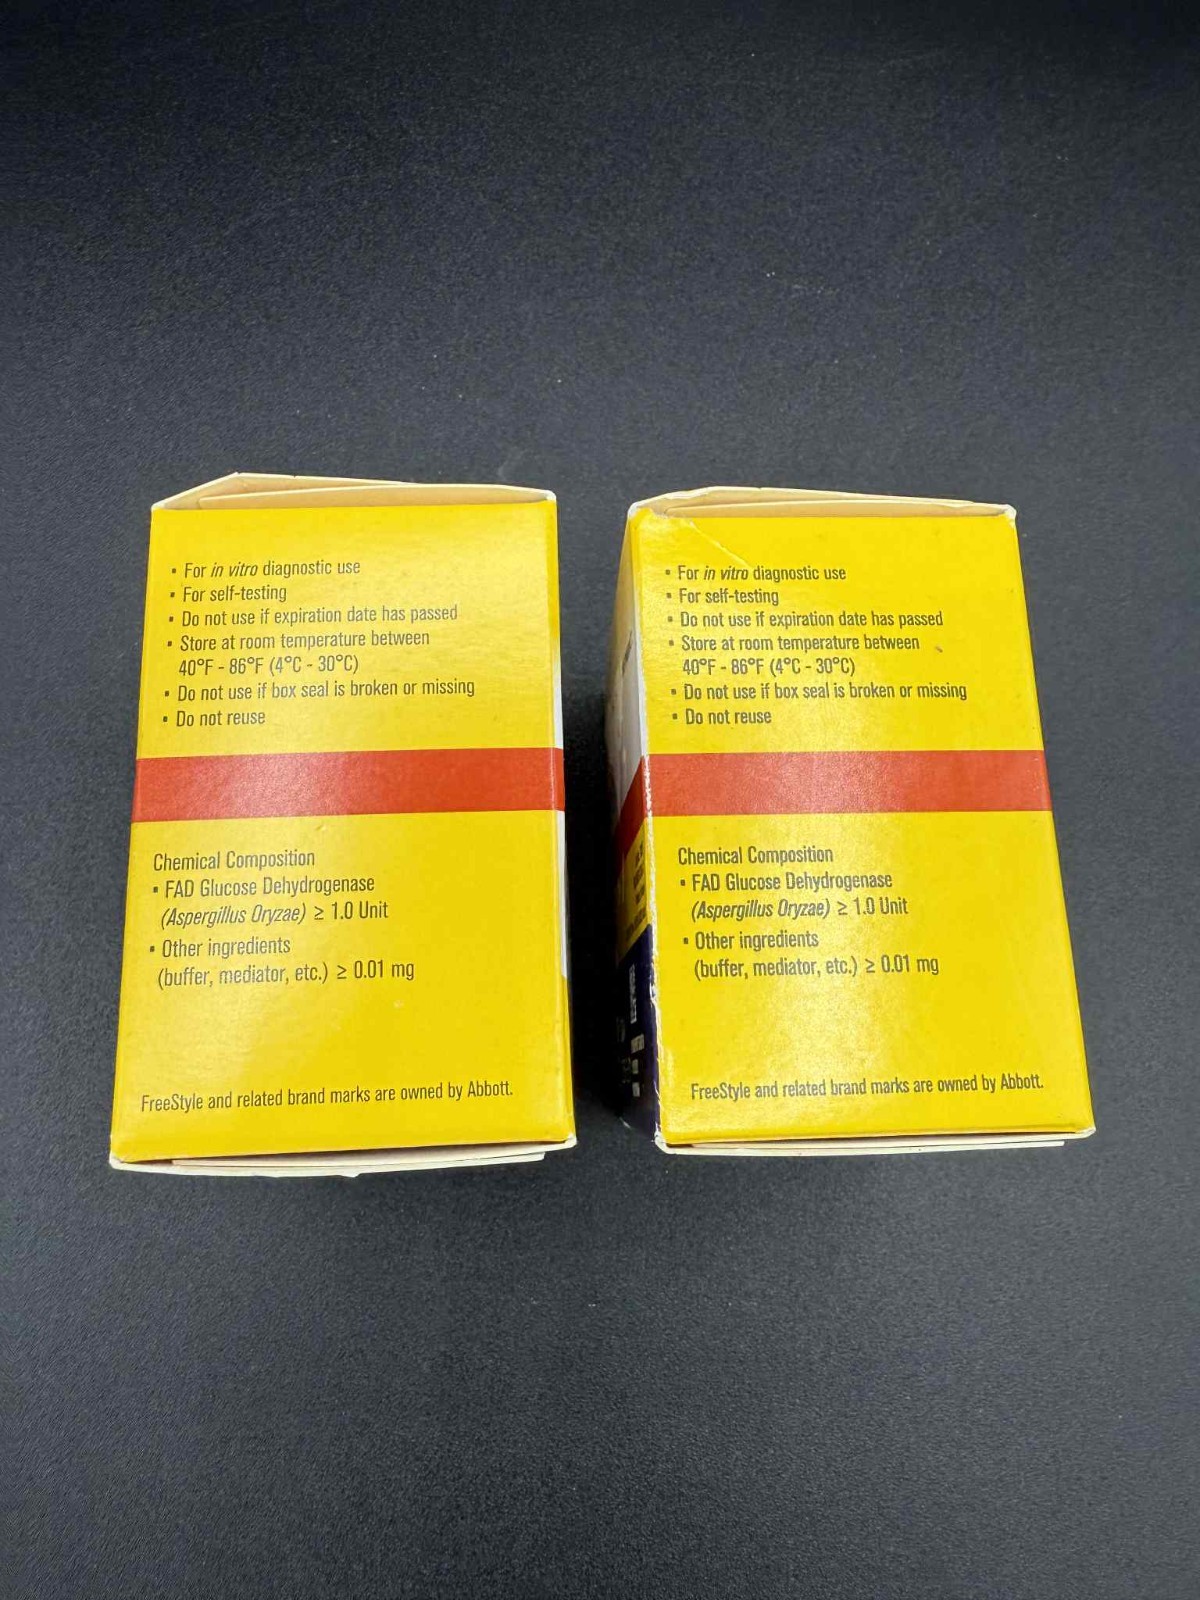 • For in vitro diagnostic use
• For self-testing
• Do not use if expiration date has passed
• Store at room temperature between
40°F - 86°F (4°C - 30°C)
• Do not use if box seal is broken or missing
• Do not reuse
Chemical Composition
• FAD Glucose Dehydrogenase
(Aspergillus Oryzae) ≥ 1.0 Unit
• Other ingredients
(buffer, mediator, etc.) ≥ 0.01 mg
FreeStyle and related brand marks are owned by Abbott.
• For in vitro diagnostic use
• For self-testing
• Do not use if expiration date has passed
• Store at room temperature between
40°F - 86°F (4°C - 30°C)
• Do not use if box seal is broken or missing
• Do not reuse
Chemical Composition
• FAD Glucose Dehydrogenase
(Aspergillus Oryzae) ≥ 1.0 Unit
• Other ingredients
(buffer, mediator, etc.) ≥ 0.01 mg
FreeStyle and related brand marks are owned by Abbott.